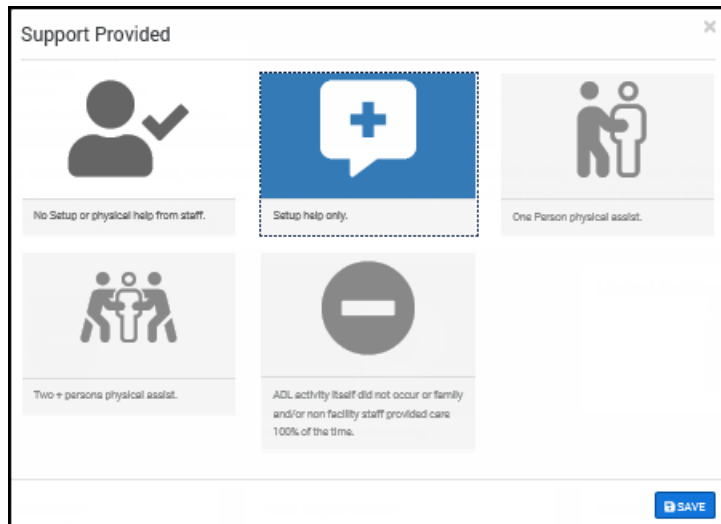 Support Provided
×
No Setup or physical help from staff.
Setup help only.
One Person physical assist.
Two + persons physical assist.
ADL activity itself did not occur or family
and/or non facility staff provided care
100% of the time.
SAVE